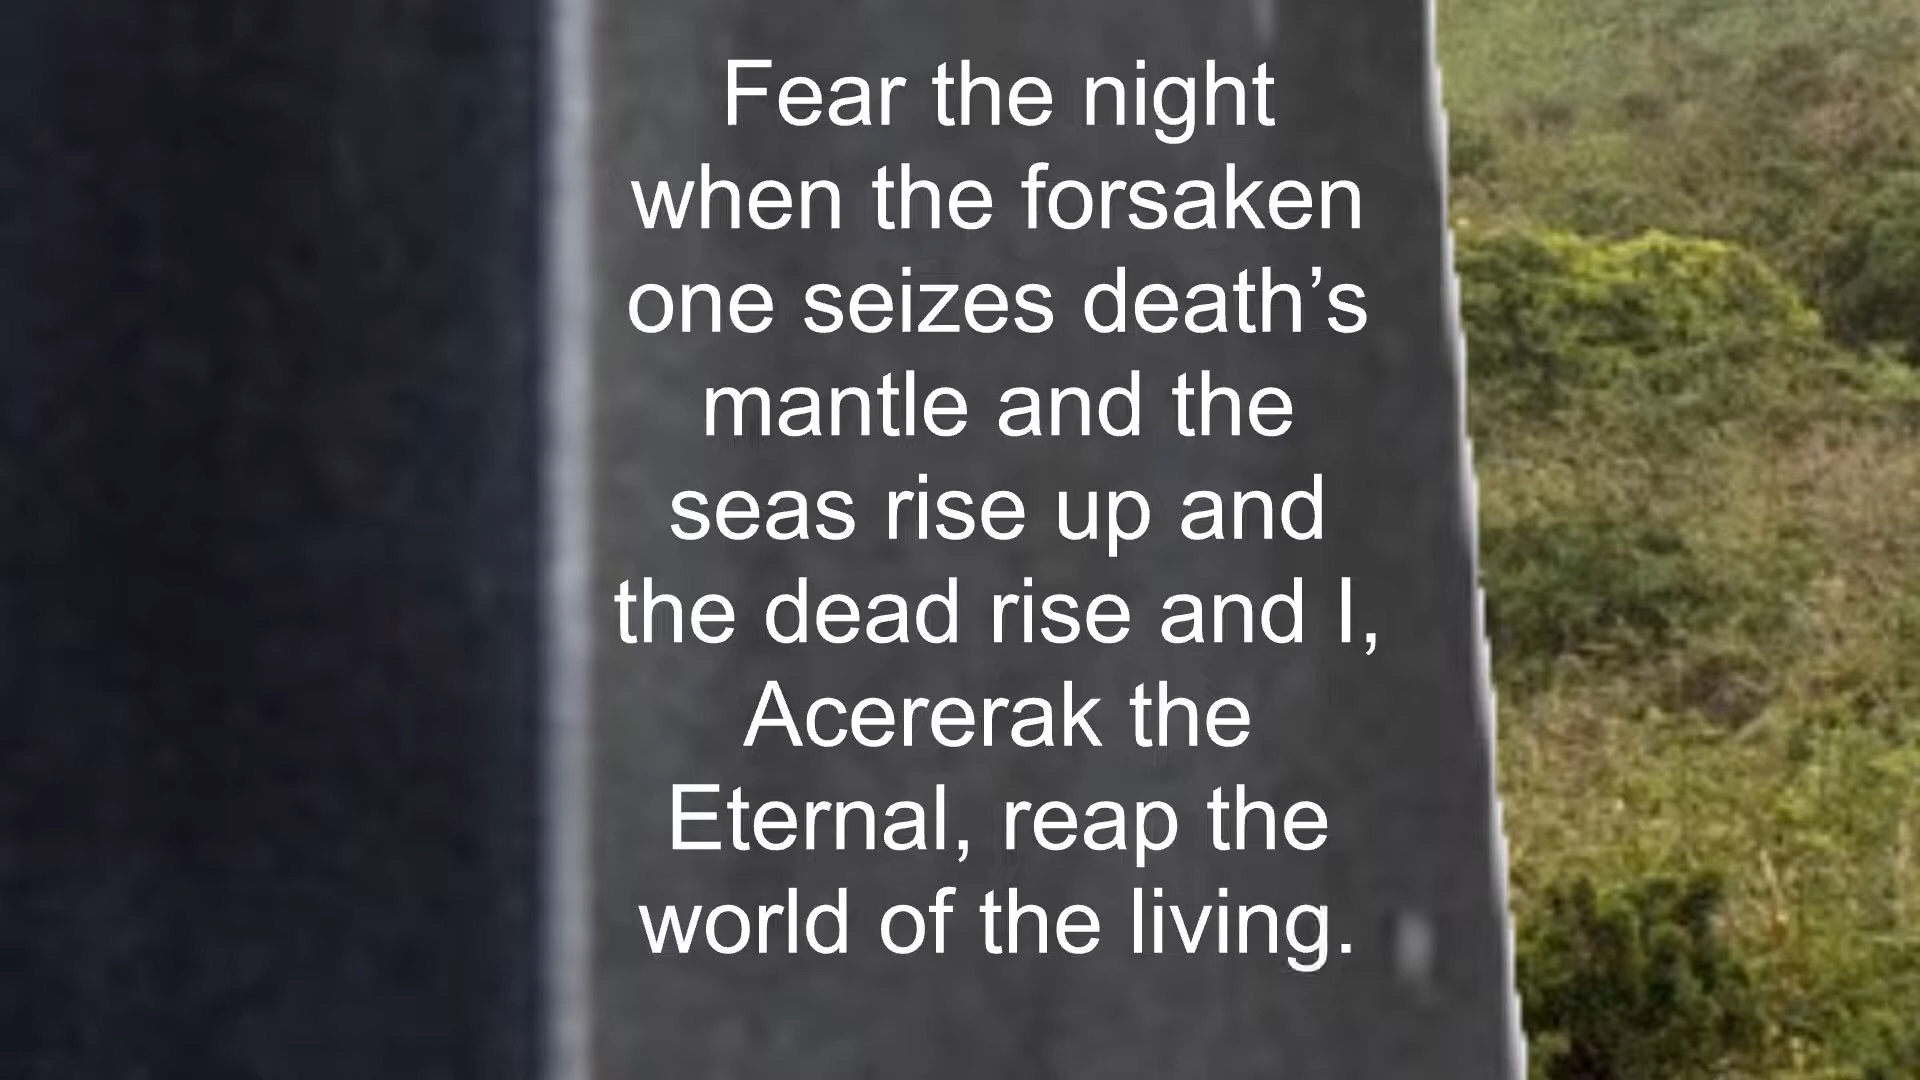 Fear the night
when the forsaken
one seizes death’s
mantle and the
seas rise up and
the dead rise and I,
Acererak the
Eternal, reap the
world of the living.